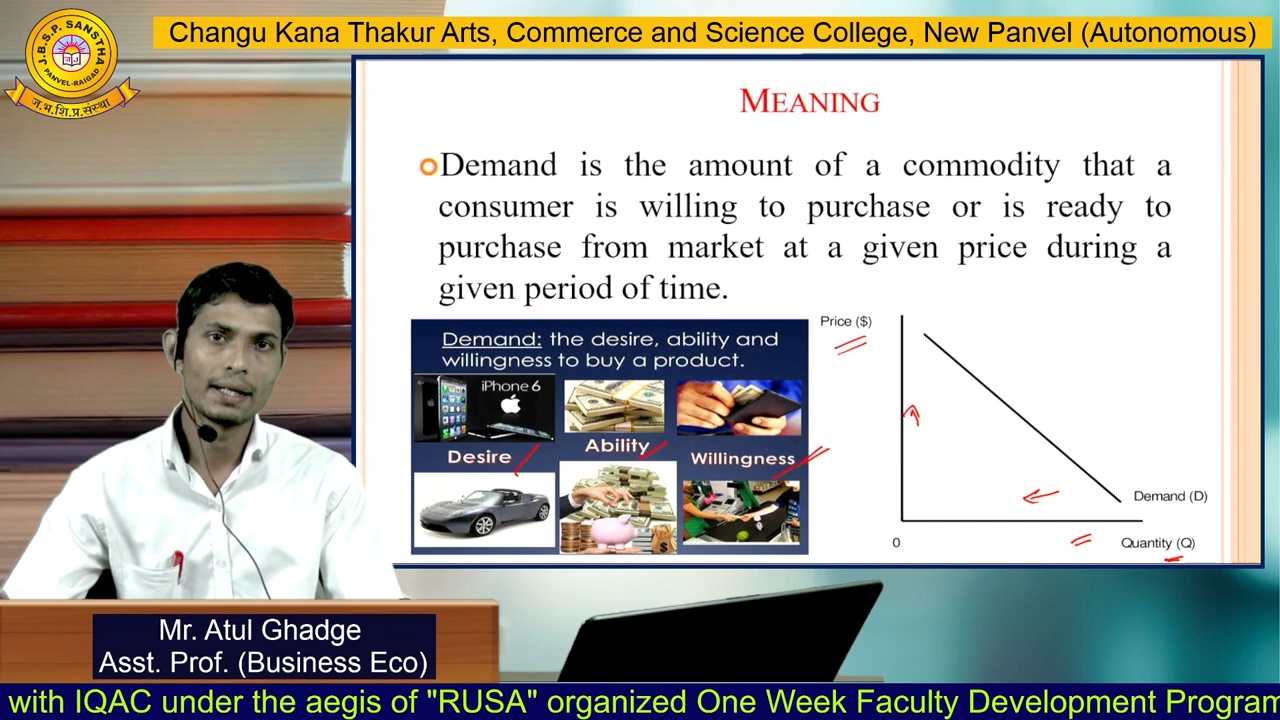 J.B.S.P. SANSTHA
PANVEL-RAIGAD
ज.भ.शि.प्र.संस्था
Changu Kana Thakur Arts, Commerce and Science College, New Panvel (Autonomous)
MEANING
Demand is the amount of a commodity that a
consumer is willing to purchase or is ready to
purchase from market at a given price during a
given period of time.
Demand: the desire, ability and
willingness to buy a product.
iPhone 6
Desire
Ability
Willingness
$
Price ($)
Demand (D)
0
Quantity (Q)
Mr. Atul Ghadge
Asst. Prof. (Business Eco)
with IQAC under the aegis of "RUSA" organized One Week Faculty Development Program